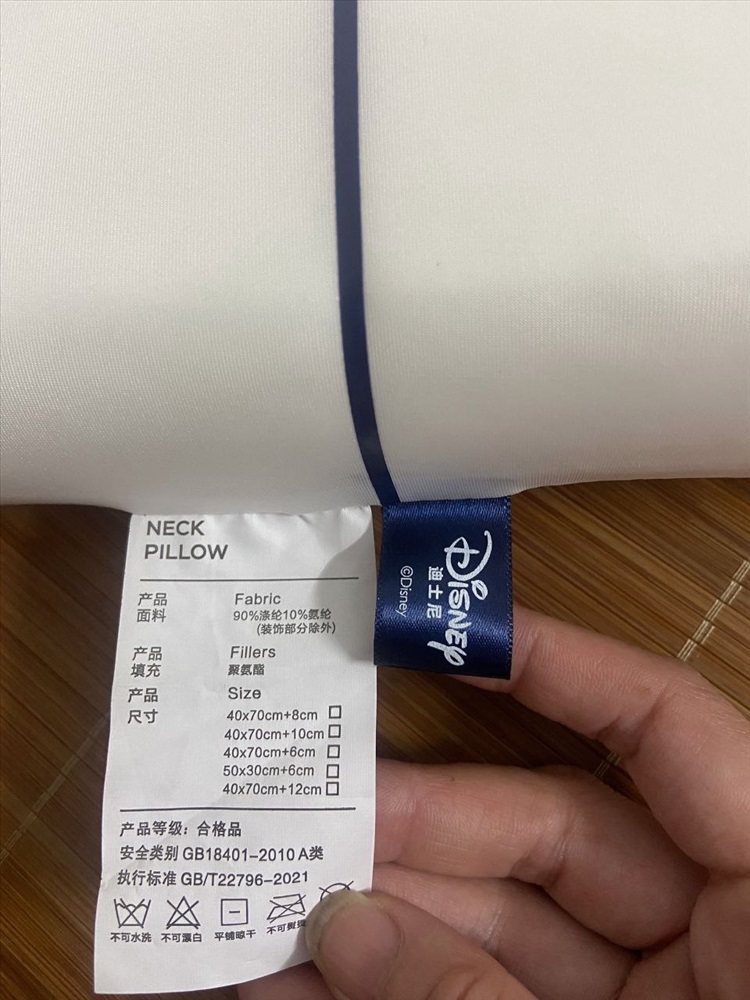 NECK
PILLOW
产品 Fabric
面料 90%涤纶10%氨纶
(装饰部分除外)
产品 Fillers
填充 聚氨酯
产品 Size
尺寸 40x70cm+8cm
40x70cm+10cm
40x70cm+6cm
50x30cm+6cm
40x70cm+12cm
产品等级：合格品
安全类别 GB18401-2010 A类
执行标准 GB/T22796-2021
不可水洗 不可漂白 平铺晾干
Disney
迪士尼
©Disney